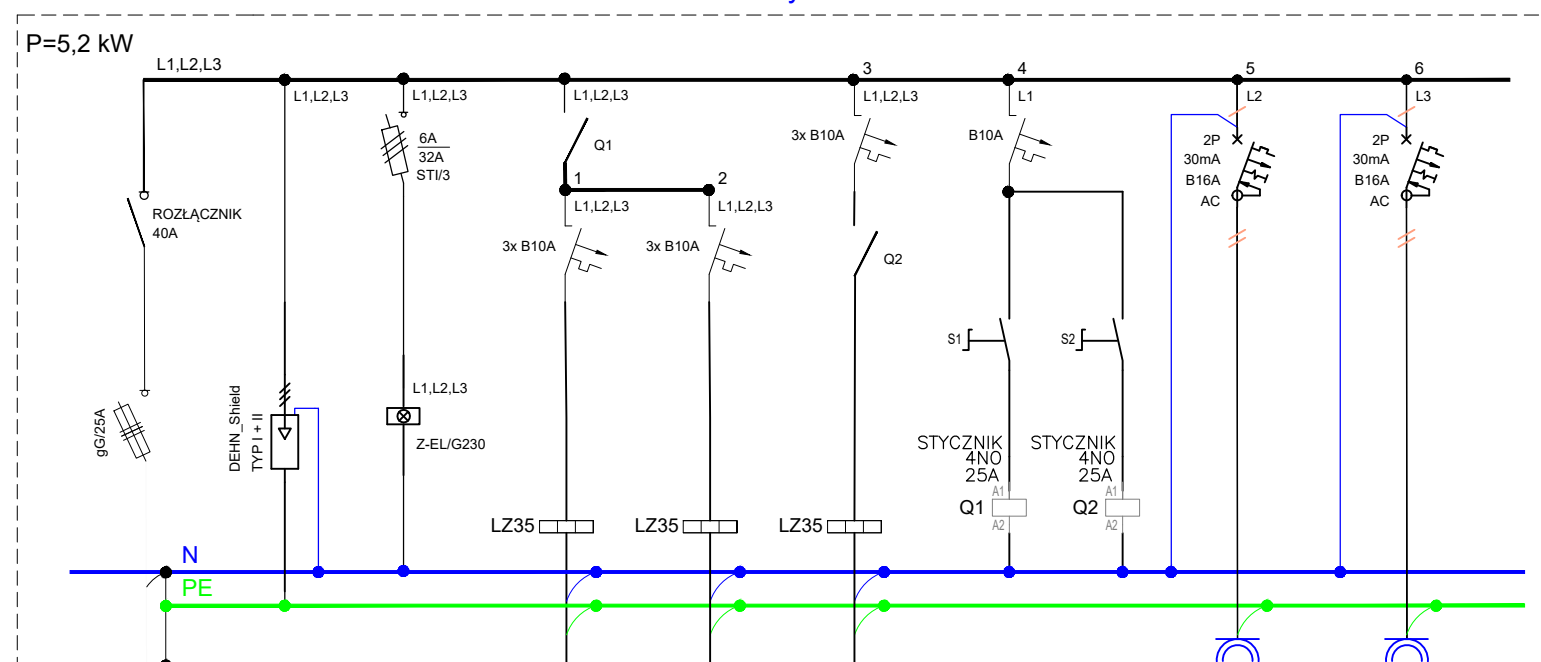 P=5,2 kW
L1,L2,L3
L1,L2,L3
L1,L2,L3
L1,L2,L3
3
L1,L2,L3
4
L1
5
L2
6
L3
6A
32A
STI/3
Q1
3x B10A
B10A
2P
30mA
B16A
AC
2P
30mA
B16A
AC
1
L1,L2,L3
2
L1,L2,L3
ROZŁĄCZNIK
40A
3x B10A
3x B10A
Q2
S1
S2
L1,L2,L3
gG/25A
DEHN_Shield
TYP I + II
Z-EL/G230
STYCZNIK
4NO
25A
STYCZNIK
4NO
25A
A1
Q1
A2
A1
Q2
A2
LZ35
LZ35
LZ35
N
PE